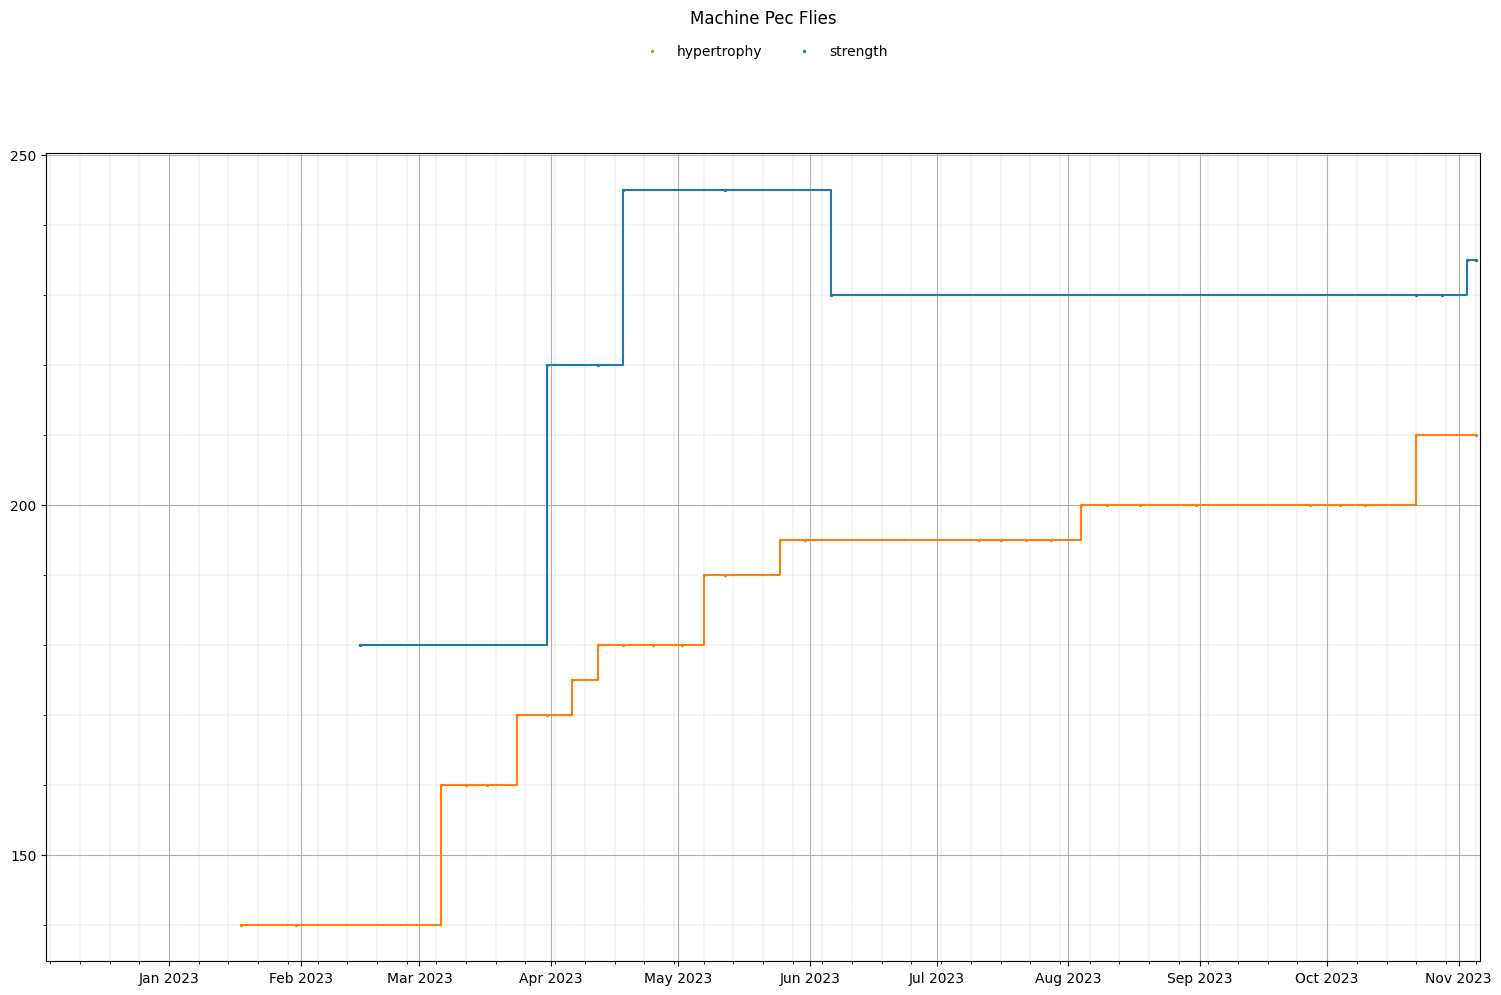 Machine Pec Flies
hypertrophy strength
250
200
150
Jan 2023 Feb 2023 Mar 2023 Apr 2023 May 2023 Jun 2023 Jul 2023 Aug 2023 Sep 2023 Oct 2023 Nov 2023